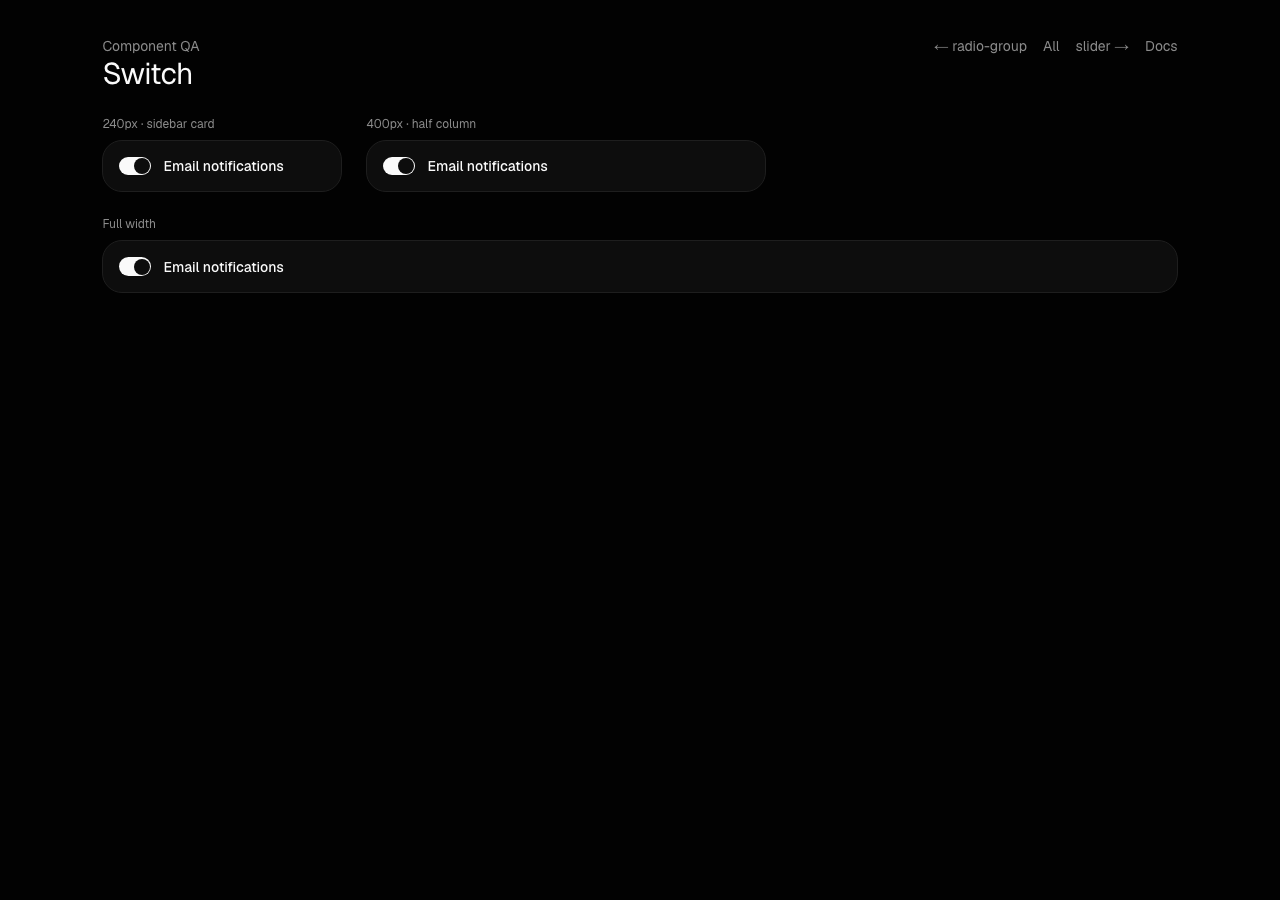 Component QA
← radio-group All slider → Docs
Switch
240px · sidebar card
400px · half column
Email notifications
Email notifications
Full width
Email notifications